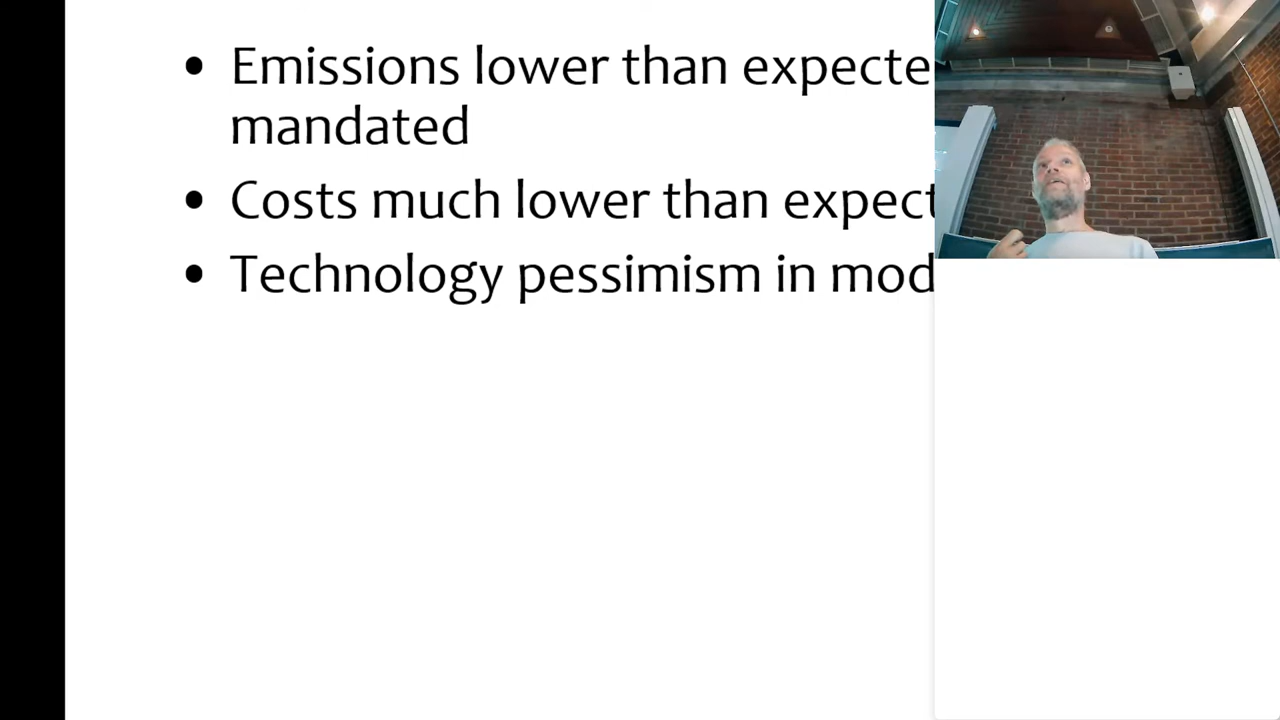 • Emissions lower than expecte
mandated
• Costs much lower than expect
• Technology pessimism in mod